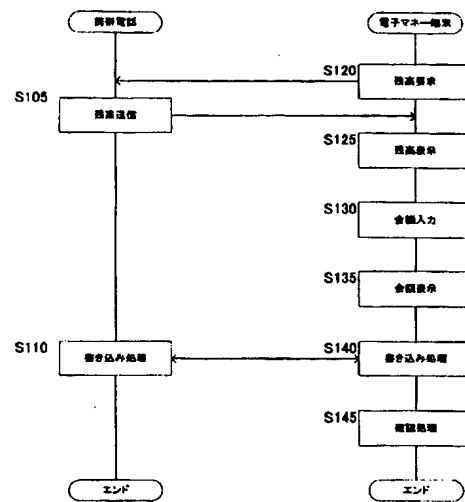 携帯電話
電子マネー端末
S120
残高要求
S105
残高送信
S125
残高表示
S130
金額入力
S135
金額表示
S110
書き込み処理
S140
書き込み処理
S145
確認処理
エンド
エンド